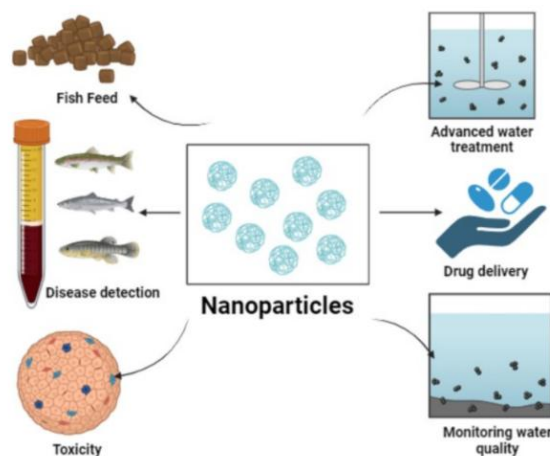 Fish Feed
Advanced water
treatment
Disease detection
Drug delivery
Nanoparticles
Toxicity
Monitoring water
quality